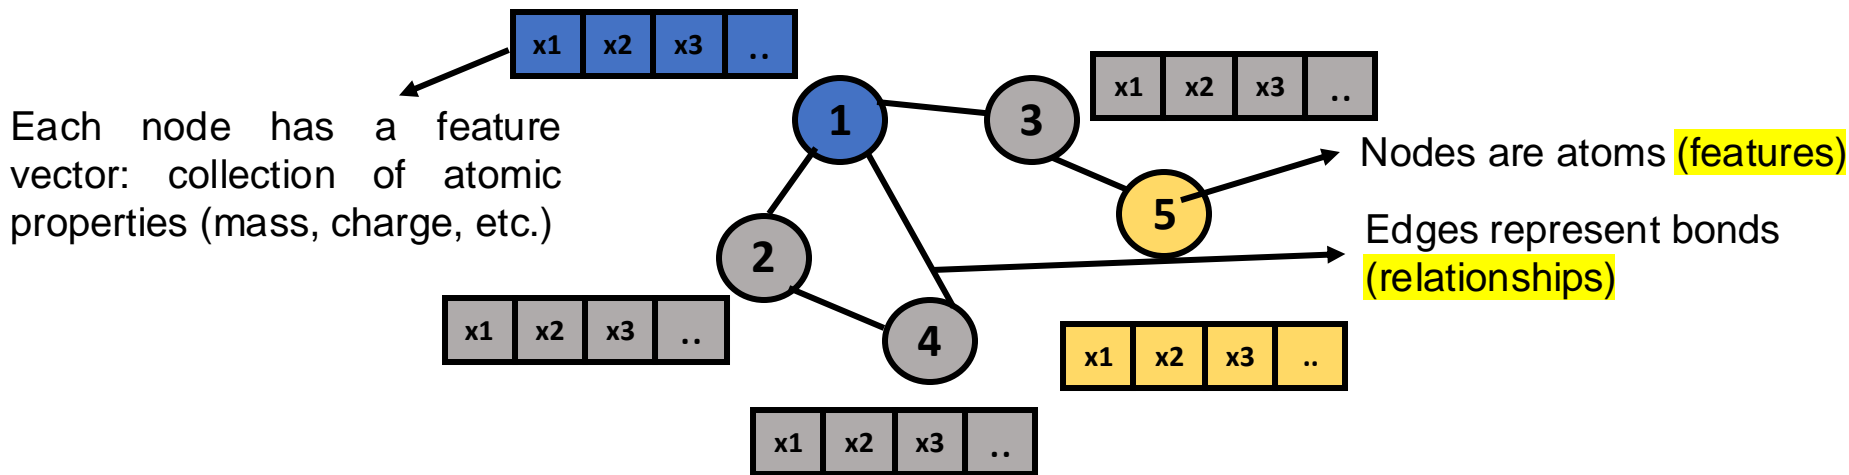 x1 x2 x3 ..
Each node has a feature
vector: collection of atomic
properties (mass, charge, etc.)
1
3
x1 x2 x3 ..
Nodes are atoms (features)
5
Edges represent bonds
(relationships)
2
x1 x2 x3 ..
4
x1 x2 x3 ..
x1 x2 x3 ..